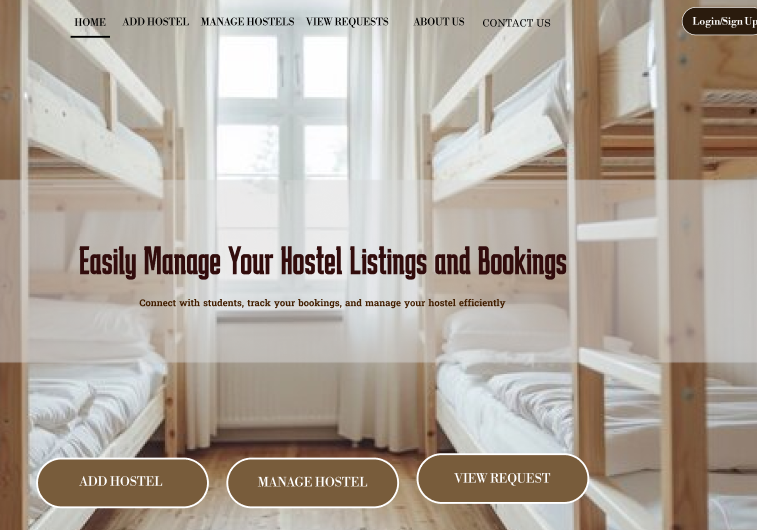 HOME ADD HOSTEL MANAGE HOSTELS VIEW REQUESTS ABOUT US CONTACT US Login/Sign Up
Easily Manage Your Hostel Listings and Bookings
Connect with students, track your bookings, and manage your hostel efficiently
ADD HOSTEL MANAGE HOSTEL VIEW REQUEST